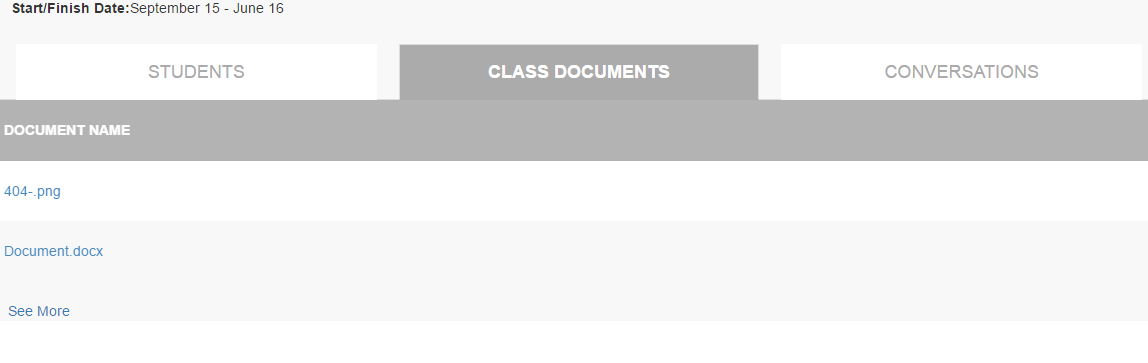 Start/Finish Date:September 15 - June 16
STUDENTS CLASS DOCUMENTS CONVERSATIONS
DOCUMENT NAME
404-.png
Document.docx
See More